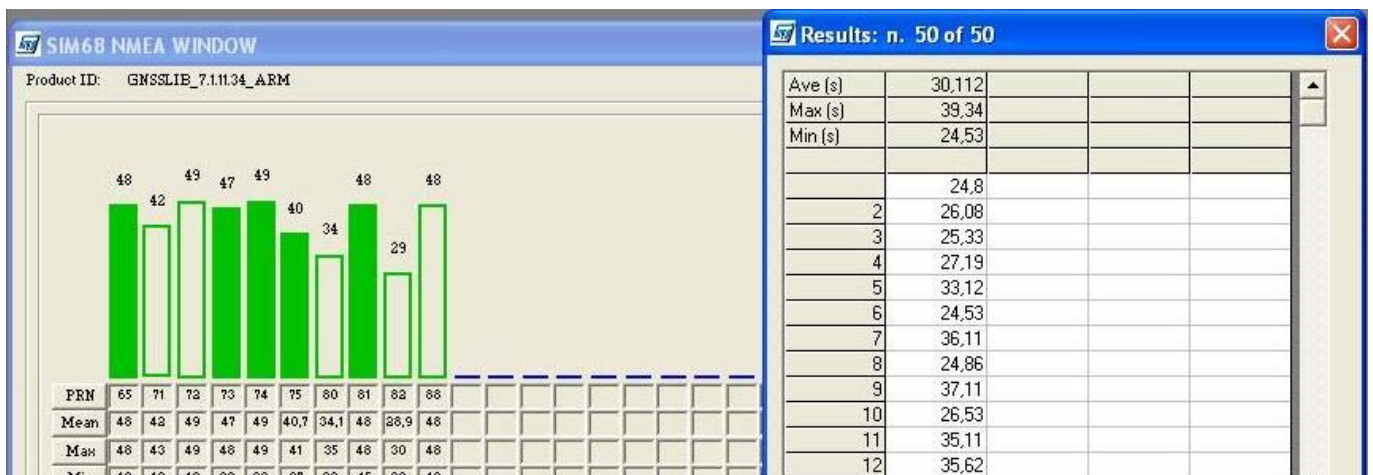 SIM68 NMEA WINDOW
Product ID: GNSSLIB_7.1.11.34_ARM
48 42 49 47 49 40 34 48 29 48
PRN 65 71 72 73 74 75 80 81 82 88
Mean 48 42 49 47 49 40,7 34,1 48 28,9 48
Max 48 43 49 48 49 41 35 48 30 48
Results: n. 50 of 50
Ave (s) 30,112
Max (s) 39,34
Min (s) 24,53
24,8
2 26,08
3 25,33
4 27,19
5 33,12
6 24,53
7 36,11
8 24,86
9 37,11
10 26,53
11 35,11
12 35,62